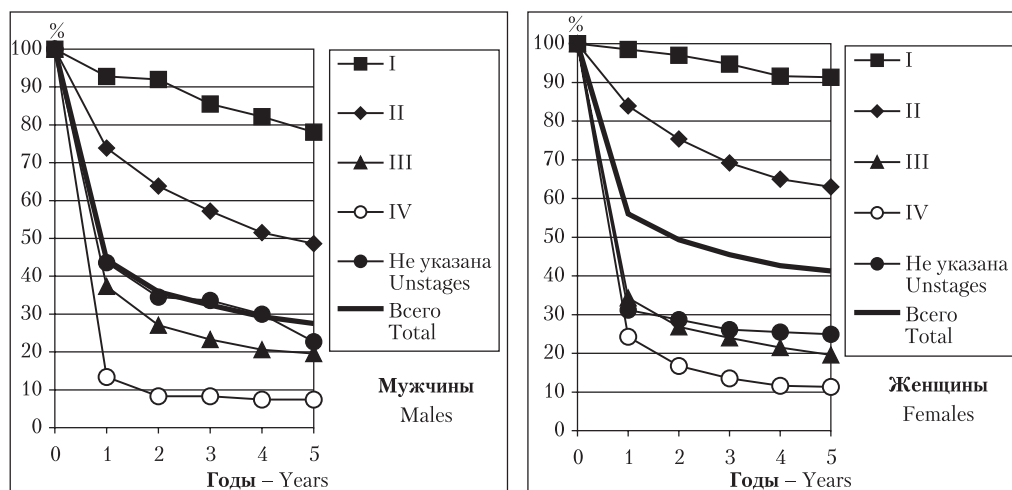 %
100
90
80
70
60
50
40
30
20
10
0
0 1 2 3 4 5
Годы – Years
I
II
III
IV
Не указана
Unstages
Всего
Total
Мужчины
Males
%
100
90
80
70
60
50
40
30
20
10
0
0 1 2 3 4 5
Годы – Years
I
II
III
IV
Не указана
Unstages
Всего
Total
Женщины
Females